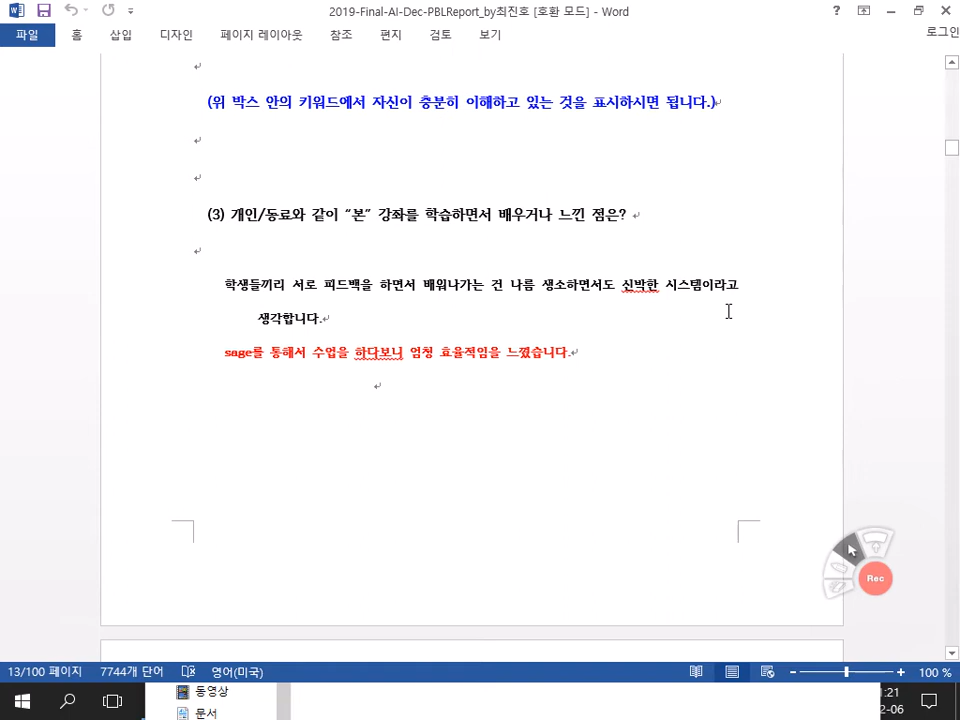 2019-Final-AI-Dec-PBLReport_by최진호 [호환 모드] - Word
파일 홈 삽입 디자인 페이지 레이아웃 참조 편지 검토 보기 로그인
(위 박스 안의 키워드에서 자신이 충분히 이해하고 있는 것을 표시하시면 됩니다.)
(3) 개인/동료와 같이 “본” 강좌를 학습하면서 배우거나 느낀 점은?
학생들끼리 서로 피드백을 하면서 배워나가는 건 나름 생소하면서도 신박한 시스템이라고
생각합니다.
sage를 통해서 수업을 하다보니 엄청 효율적임을 느꼈습니다.
Rec
13/100 페이지 7744개 단어 영어(미국) 100 %
동영상
문서
1:21
2-06